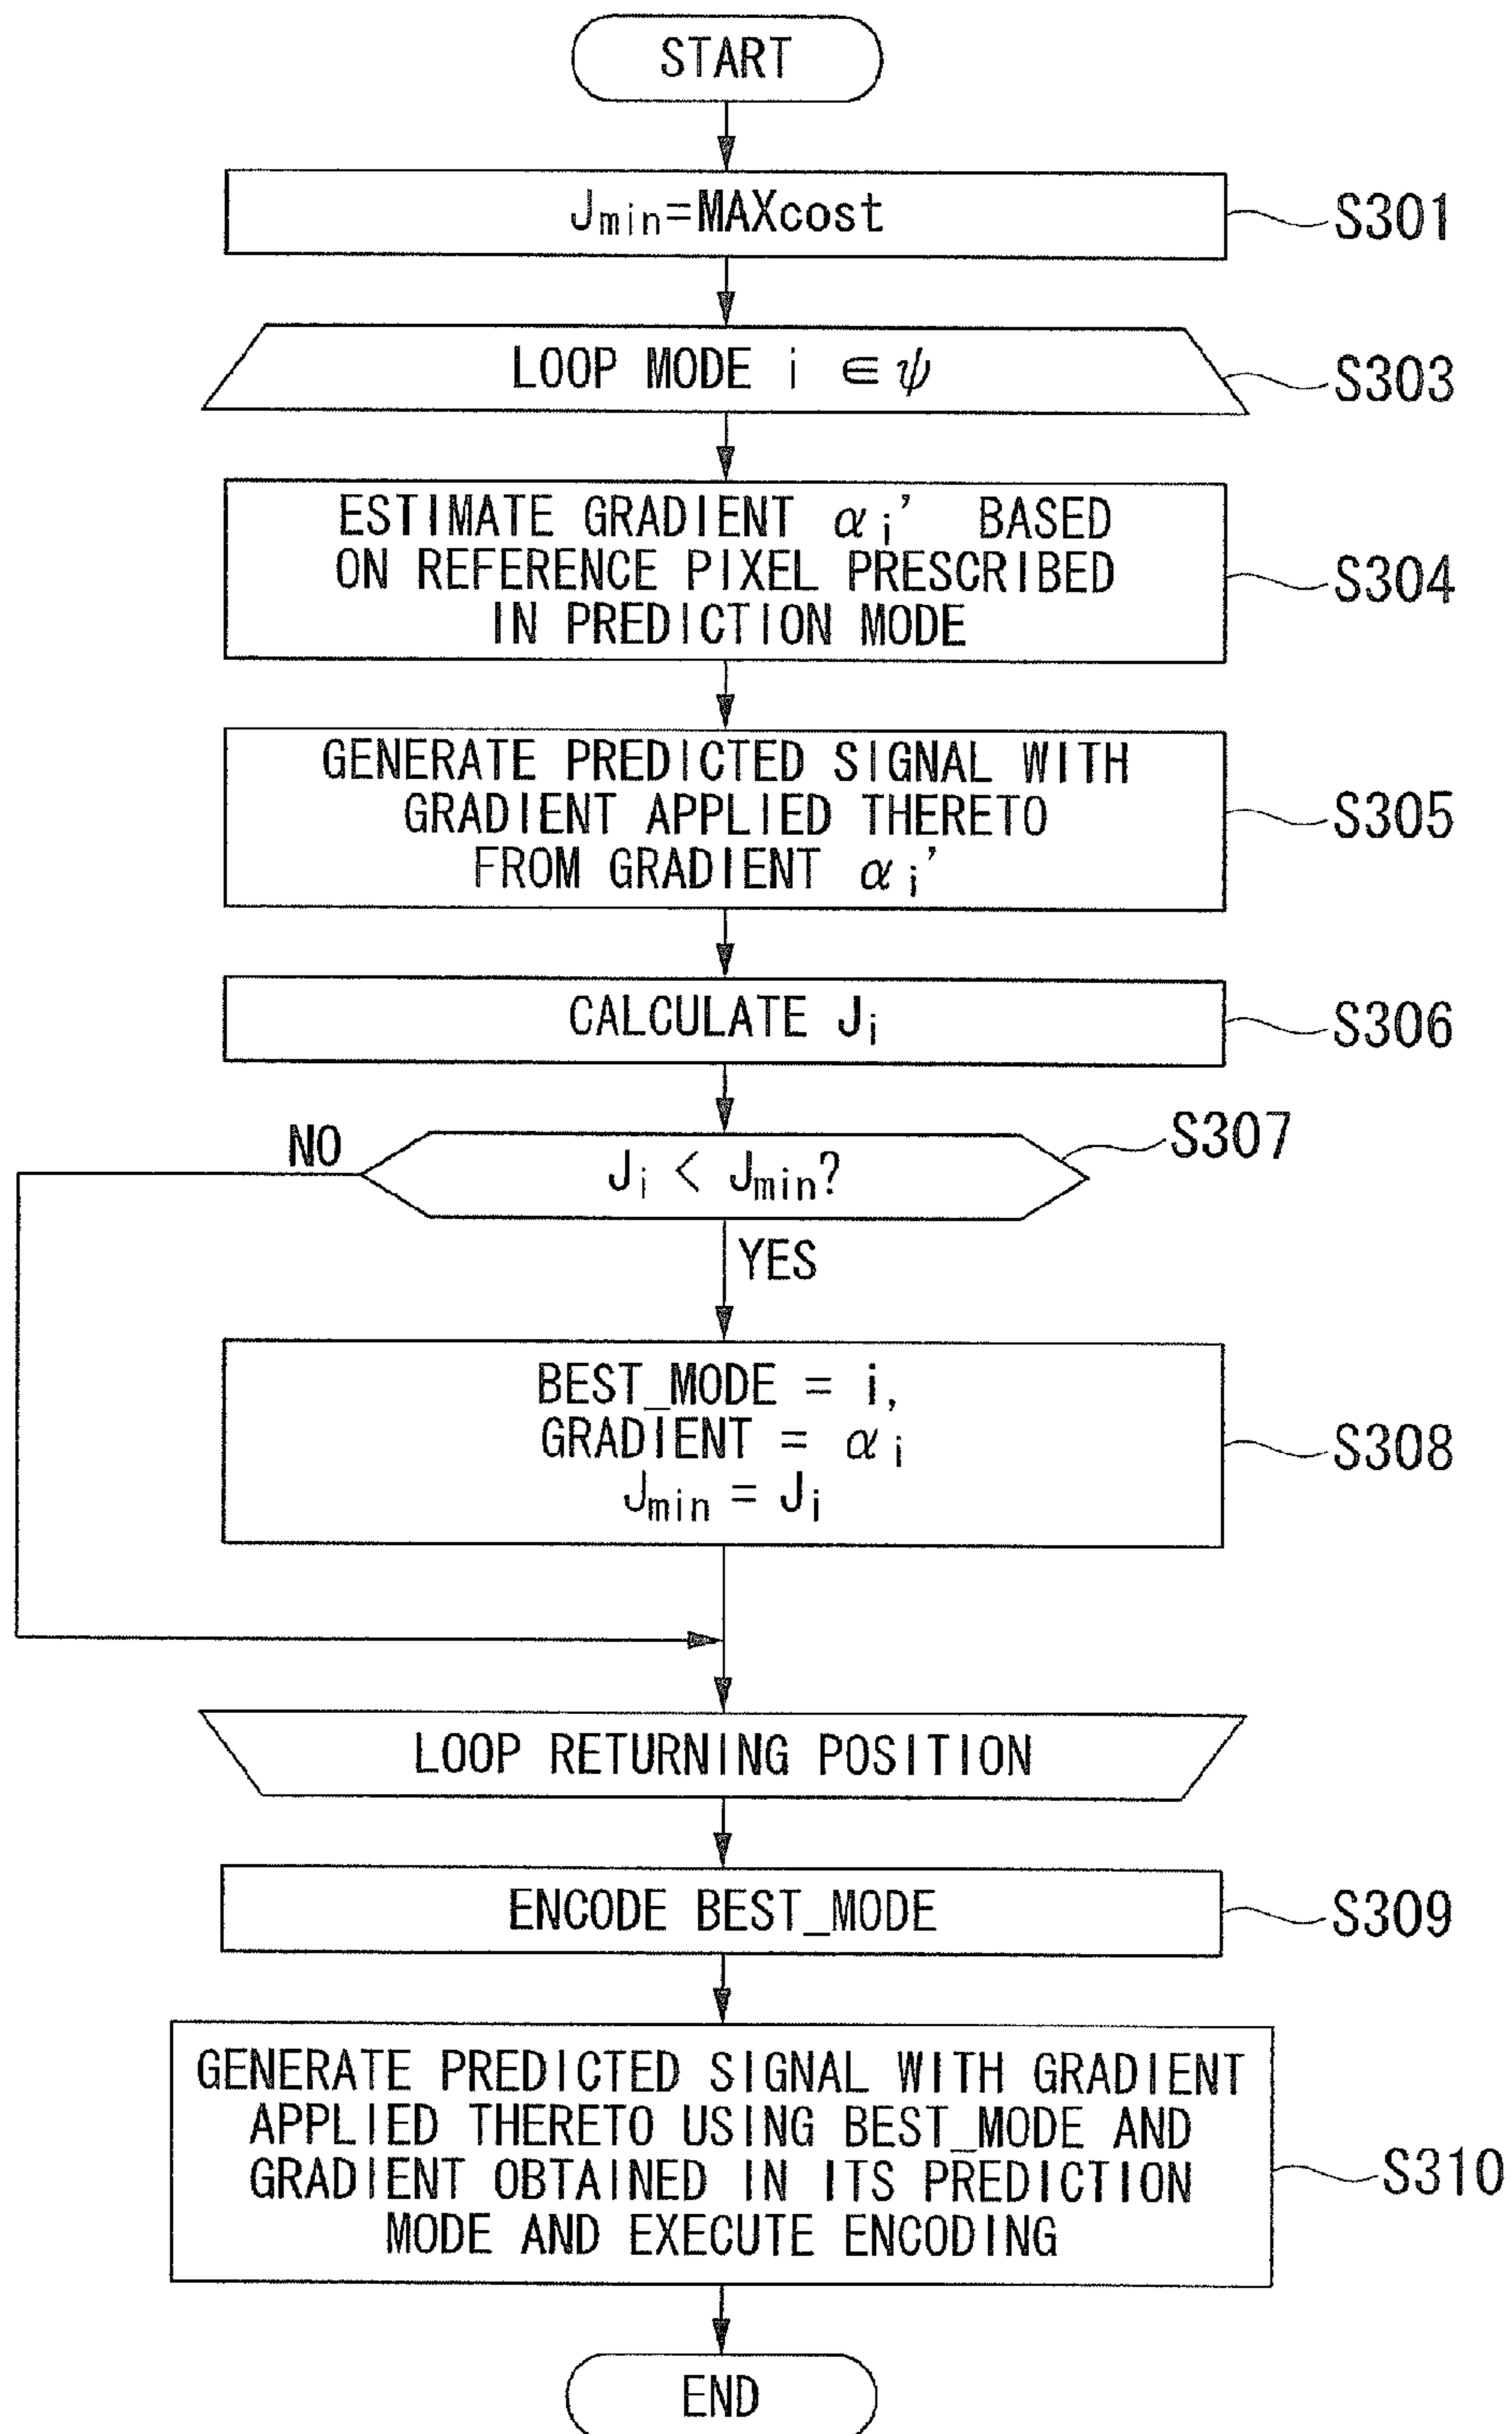 START
Jmin=MAXcost
S301
LOOP MODE i ∈ψ
S303
ESTIMATE GRADIENT αi' BASED
ON REFERENCE PIXEL PRESCRIBED
IN PREDICTION MODE
S304
GENERATE PREDICTED SIGNAL WITH
GRADIENT APPLIED THERETO
FROM GRADIENT αi'
S305
CALCULATE Ji
S306
NO
Ji < Jmin?
S307
YES
BEST_MODE = i,
GRADIENT = αi
Jmin = Ji
S308
LOOP RETURNING POSITION
ENCODE BEST_MODE
S309
GENERATE PREDICTED SIGNAL WITH GRADIENT
APPLIED THERETO USING BEST_MODE AND
GRADIENT OBTAINED IN ITS PREDICTION
MODE AND EXECUTE ENCODING
S310
END